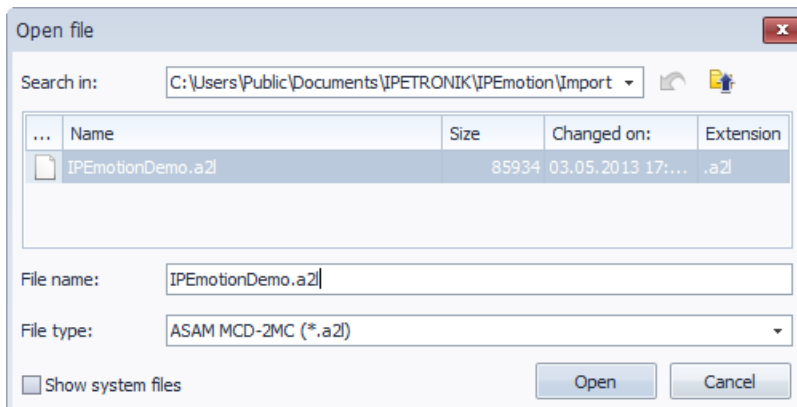 Open file
Search in: C:\Users\Public\Documents\IPETRONIK\IPEmotion\Import
... Name Size Changed on: Extension
IPEmotionDemo.a2l 85934 03.05.2013 17:... .a2l
File name: IPEmotionDemo.a2l
File type: ASAM MCD-2MC (*.a2l)
Show system files Open Cancel